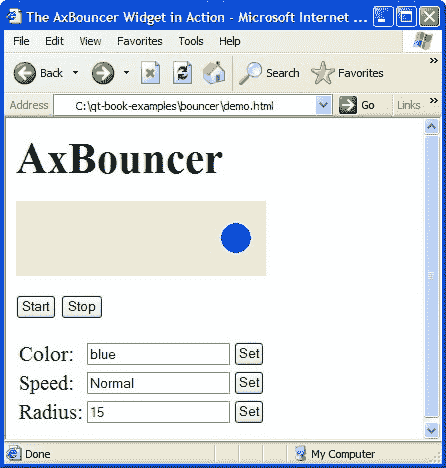 The AxBouncer Widget in Action - Microsoft Internet ...
File Edit View Favorites Tools Help
Back Search Favorites »
Address C:\qt-book-examples\bouncer\demo.html Go Links »
AxBouncer
Start Stop
Color: blue Set
Speed: Normal Set
Radius: 15 Set
Done My Computer